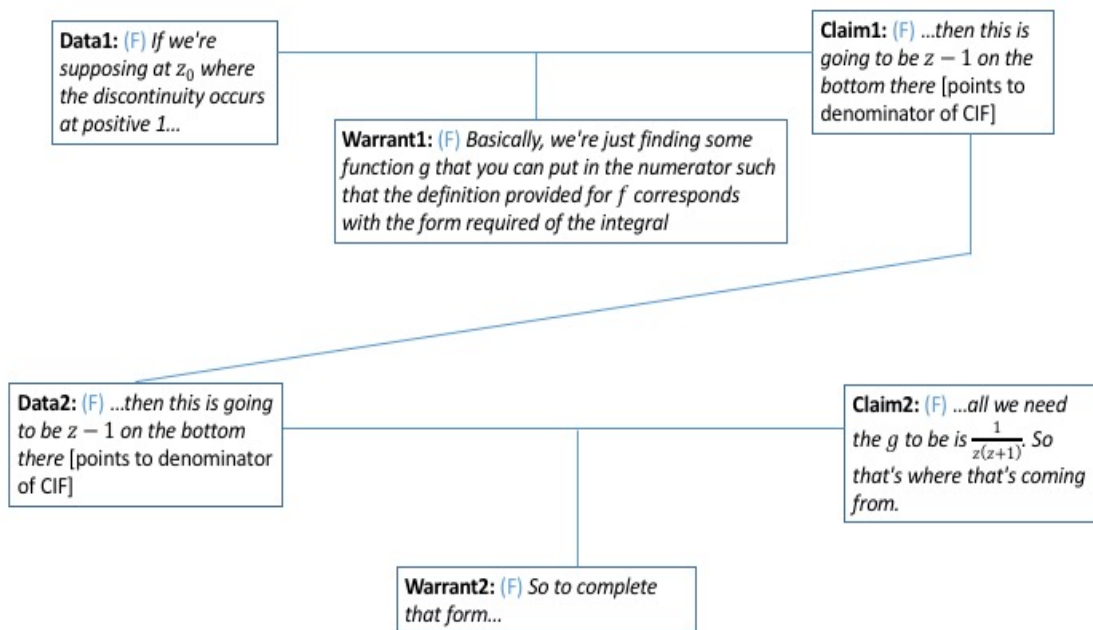 Data1: (F) If we're
supposing at z₀ where
the discontinuity occurs
at positive 1...
Claim1: (F) ...then this is
going to be z − 1 on the
bottom there [points to
denominator of CIF]
Warrant1: (F) Basically, we're just finding some
function g that you can put in the numerator such
that the definition provided for f corresponds
with the form required of the integral
Data2: (F) ...then this is going
to be z − 1 on the bottom
there [points to denominator
of CIF]
Claim2: (F) ...all we need
the g to be is 1/z(z+1). So
that's where that's coming
from.
Warrant2: (F) So to complete
that form...